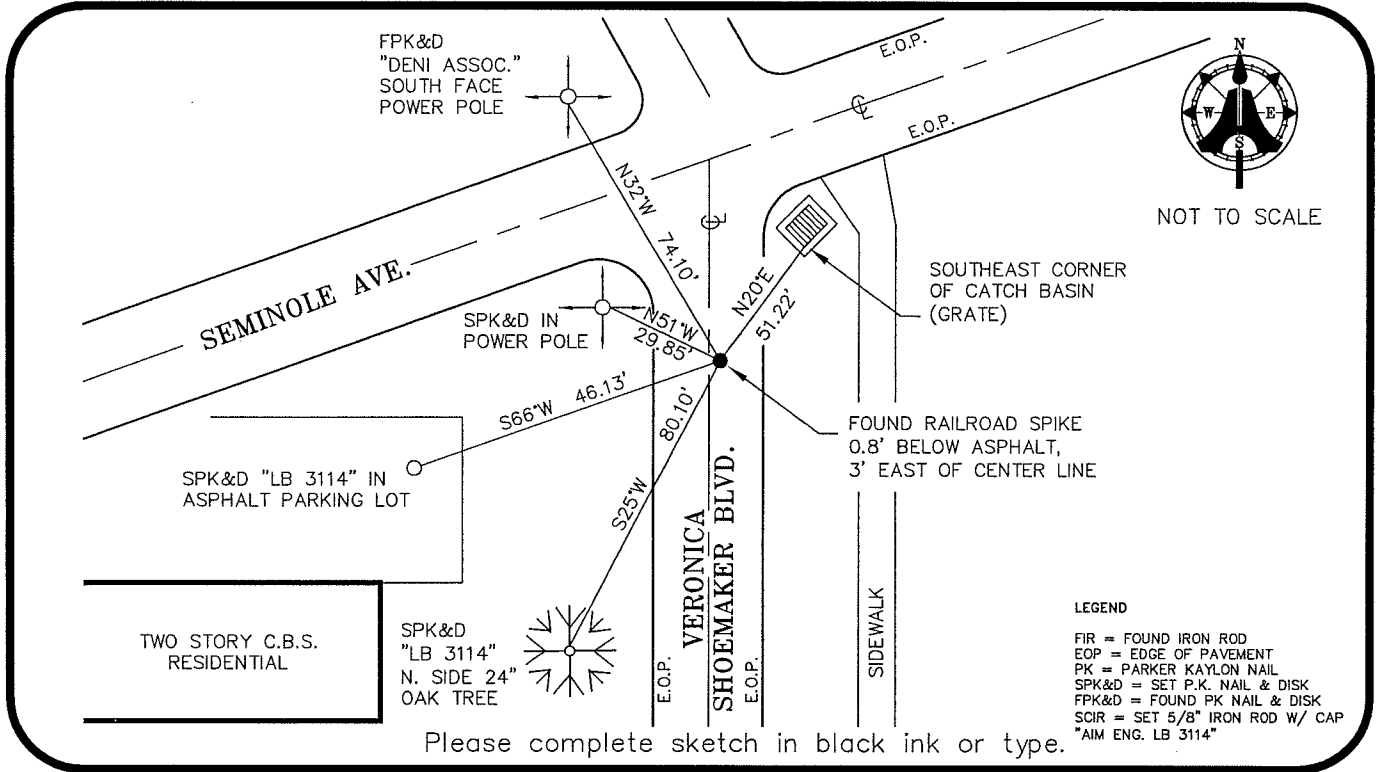 FPK&D
"DENI ASSOC."
SOUTH FACE
POWER POLE
E.O.P.
E.O.P.
N
W
E
S
NOT TO SCALE
N32°W 74.10'
SEMINOLE AVE.
SPK&D IN
POWER POLE
N51°W
29.85'
N20°E
51.22'
SOUTHEAST CORNER
OF CATCH BASIN
(GRATE)
S66°W 46.13'
S25°W 80.10'
FOUND RAILROAD SPIKE
0.8' BELOW ASPHALT,
3' EAST OF CENTER LINE
SPK&D "LB 3114" IN
ASPHALT PARKING LOT
VERONICA
SHOEMAKER BLVD.
TWO STORY C.B.S.
RESIDENTIAL
SPK&D
"LB 3114"
N. SIDE 24"
OAK TREE
E.O.P.
E.O.P.
SIDEWALK
LEGEND
FIR = FOUND IRON ROD
EOP = EDGE OF PAVEMENT
PK = PARKER KAYLON NAIL
SPK&D = SET P.K. NAIL & DISK
FPK&D = FOUND PK NAIL & DISK
SCIR = SET 5/8" IRON ROD W/ CAP
"AIM ENG. LB 3114"
Please complete sketch in black ink or type.